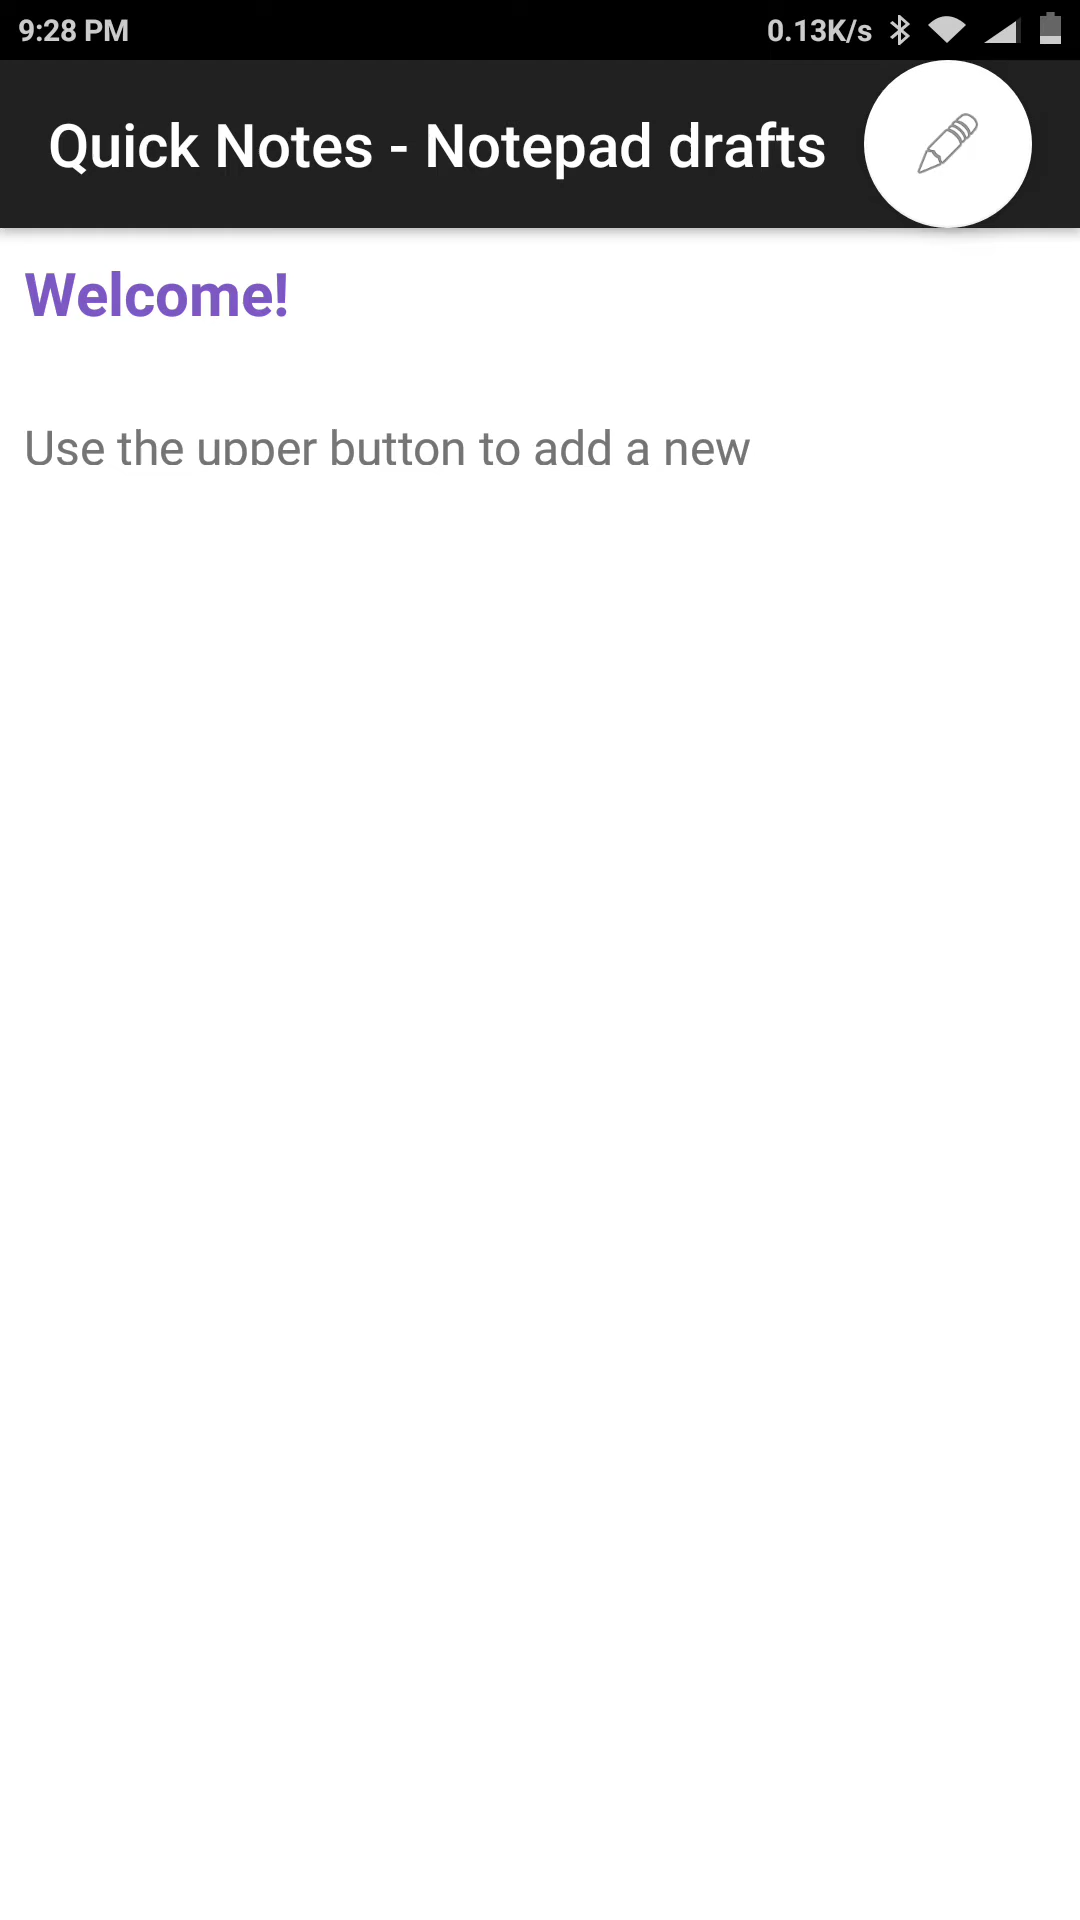 9:28 PM 0.13K/s
Quick Notes - Notepad drafts
Welcome!
Use the upper button to add a new